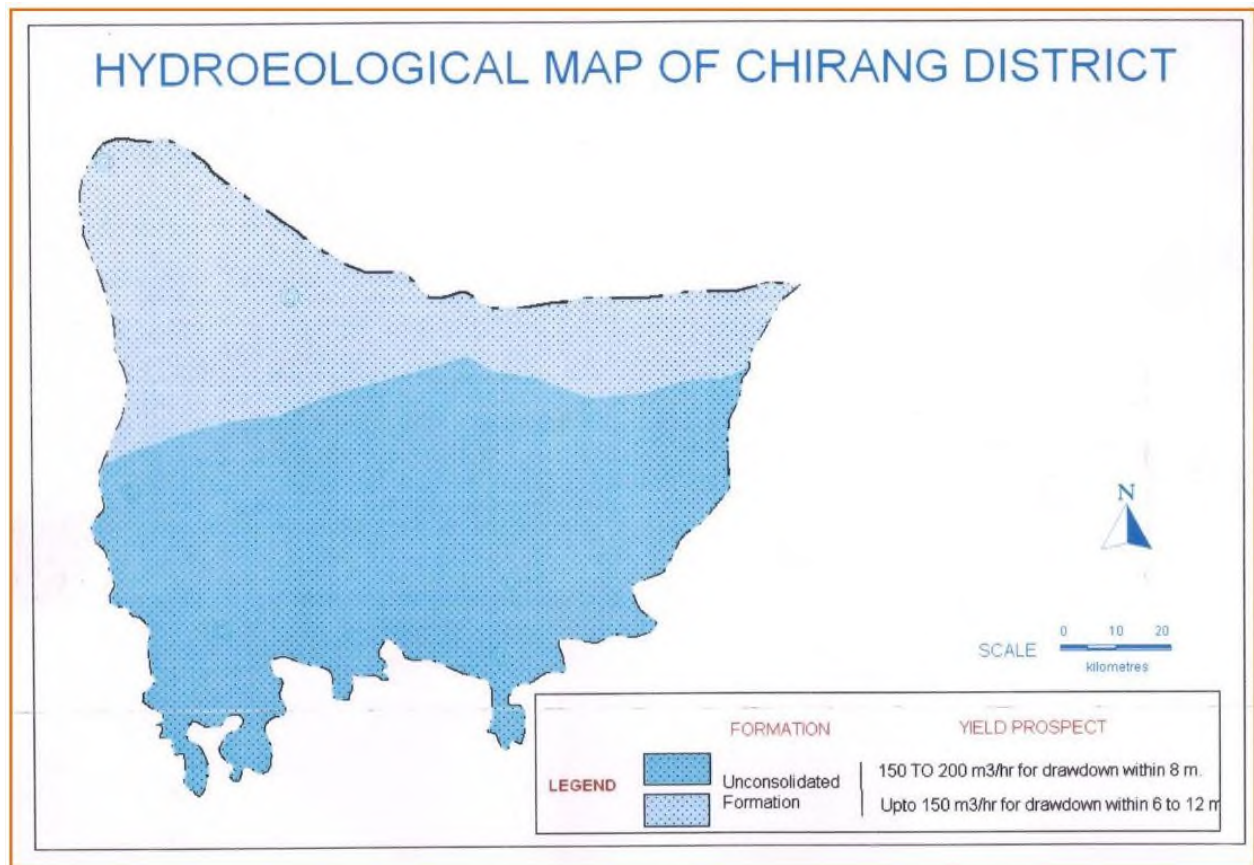 HYDROEOLOGICAL MAP OF CHIRANG DISTRICT
N
0 10 20
SCALE
kilometres
FORMATION YIELD PROSPECT
LEGEND
Unconsolidated
Formation
150 TO 200 m3/hr for drawdown within 8 m.
Upto 150 m3/hr for drawdown within 6 to 12 m